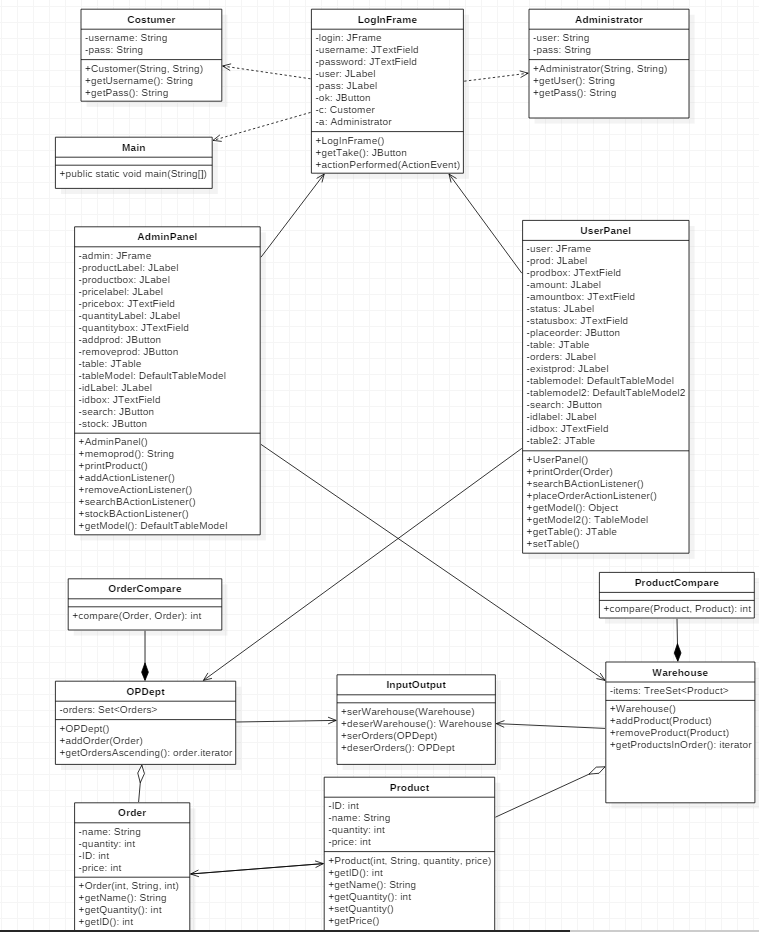 Costumer
-username: String
-pass: String
+Customer(String, String)
+getUsername(): String
+getPass(): String
LogInFrame
-login: JFrame
-username: JTextField
-password: JTextField
-user: JLabel
-pass: JLabel
-ok: JButton
-c: Customer
-a: Administrator
+LogInFrame()
+getTake(): JButton
+actionPerformed(ActionEvent)
Administrator
-user: String
-pass: String
+Administrator(String, String)
+getUser(): String
+getPass(): String
Main
+public static void main(String[])
AdminPanel
-admin: JFrame
-productLabel: JLabel
-productbox: JLabel
-pricelabel: JLabel
-pricebox: JTextField
-quantityLabel: JLabel
-quantitybox: JTextField
-addprod: JButton
-removeprod: JButton
-table: JTable
-tableModel: DefaultTableModel
-idLabel: JLabel
-idbox: JTextField
-search: JButton
-stock: JButton
+AdminPanel()
+memoprod(): String
+printProduct()
+addActionListener()
+removeActionListener()
+searchBActionListener()
+stockBActionListener()
+getModel(): DefaultTableModel
UserPanel
-user: JFrame
-prod: JLabel
-prodbox: JTextField
-amount: JLabel
-amountbox: JTextField
-status: JLabel
-statusbox: JTextField
-placeorder: JButton
-table: JTable
-orders: JLabel
-existprod: JLabel
-tablemodel: DefaultTableModel
-tablemodel2: DefaultTableModel2
-search: JButton
-idlabel: JLabel
-idbox: JTextField
-table2: JTable
+UserPanel()
+printOrder(Order)
+searchBActionListener()
+placeOrderActionListener()
+getModel(): Object
+getModel2(): TableModel
+getTable(): JTable
+setTable()
OrderCompare
+compare(Order, Order): int
ProductCompare
+compare(Product, Product): int
OPDept
-orders: Set<Orders>
+OPDept()
+addOrder(Order)
+getOrdersAscending(): order.iterator
InputOutput
+serWarehouse(Warehouse)
+deserWarehouse(): Warehouse
+serOrders(OPDept)
+deserOrders(): OPDept
Warehouse
-items: TreeSet<Product>
+Warehouse()
+addProduct(Product)
+removeProduct(Product)
+getProductsInOrder(): iterator
Order
-name: String
-quantity: int
-ID: int
-price: int
+Order(int, String, int)
+getName(): String
+getQuantity(): int
+getID(): int
Product
-ID: int
-name: String
-quantity: int
-price: int
+Product(int, String, quantity, price)
+getID(): int
+getName(): String
+getQuantity(): int
+setQuantity()
+getPrice()